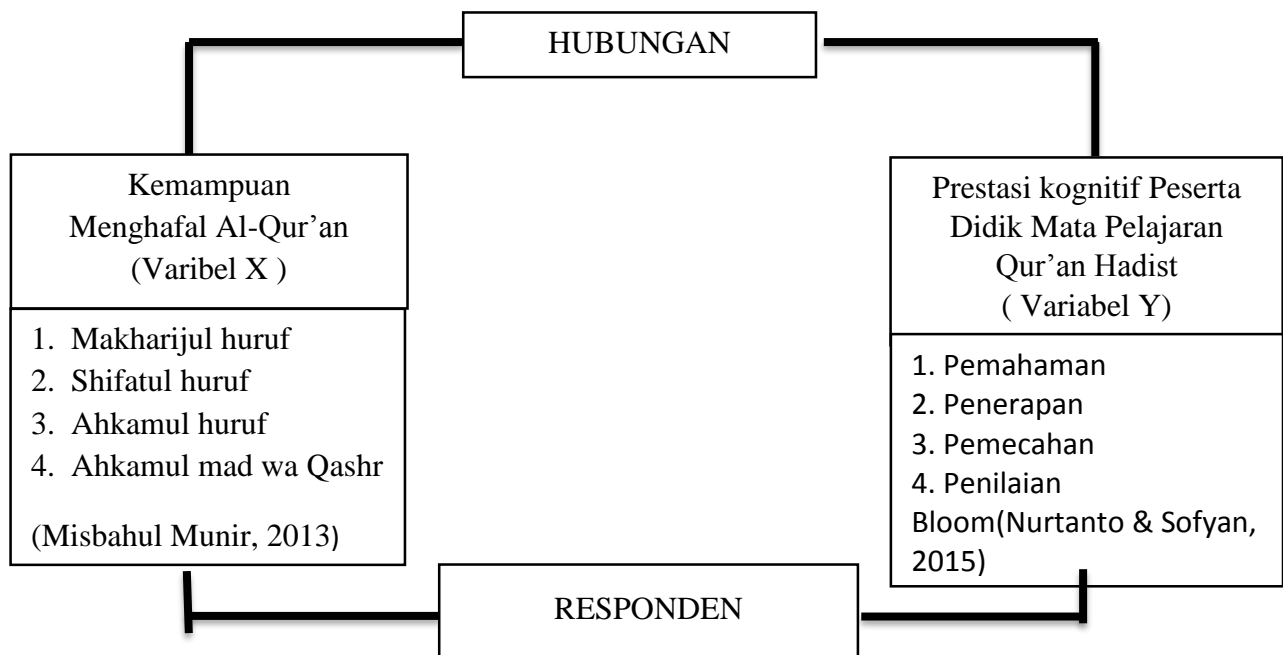 HUBUNGAN
Kemampuan
Menghafal Al-Qur’an
(Varibel X )
1. Makharijul huruf
2. Shifatul huruf
3. Ahkamul huruf
4. Ahkamul mad wa Qashr
(Misbahul Munir, 2013)
Prestasi kognitif Peserta
Didik Mata Pelajaran
Qur’an Hadist
( Variabel Y)
1. Pemahaman
2. Penerapan
3. Pemecahan
4. Penilaian
Bloom(Nurtanto & Sofyan,
2015)
RESPONDEN